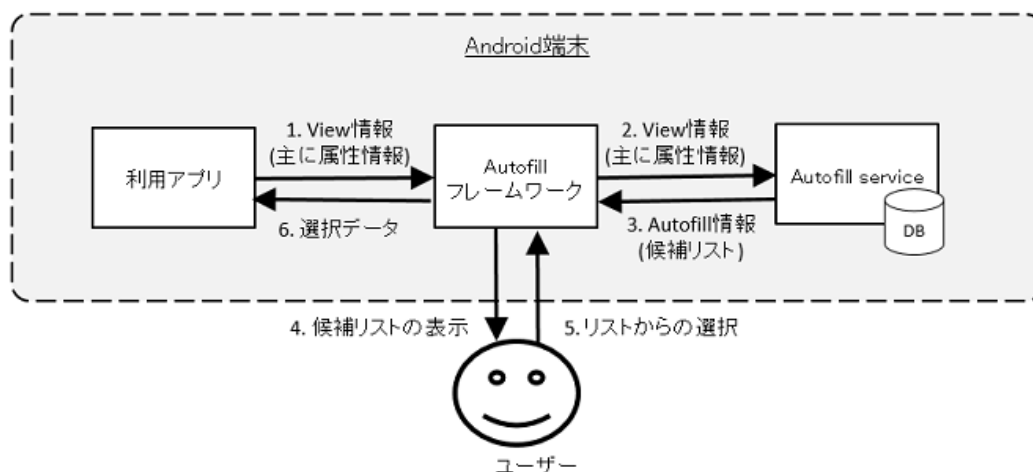 Android端末
1. View情報
(主に属性情報)
2. View情報
(主に属性情報)
利用アプリ
Autofill
フレームワーク
Autofill service
6. 選択データ
3. Autofill情報
(候補リスト)
DB
4. 候補リストの表示
5.リストからの選択
ユーザー